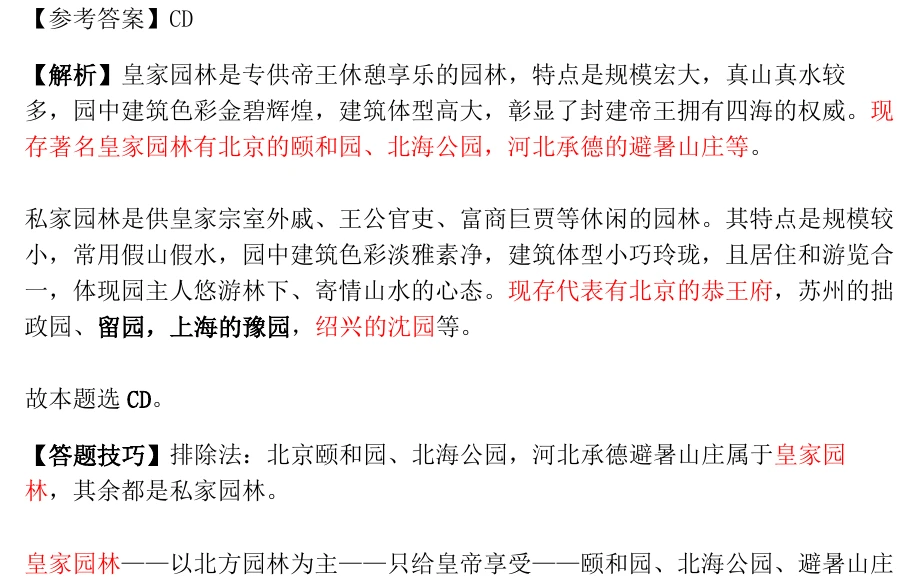 【参考答案】CD
【解析】皇家园林是专供帝王休憩享乐的园林，特点是规模宏大，真山真水较
多，园中建筑色彩金碧辉煌，建筑体型高大，彰显了封建帝王拥有四海的权威。现
存著名皇家园林有北京的颐和园、北海公园，河北承德的避暑山庄等。
私家园林是供皇家宗室外戚、王公官吏、富商巨贾等休闲的园林。其特点是规模较
小，常用假山假水，园中建筑色彩淡雅素净，建筑体型小巧玲珑，且居住和游览合
一，体现园主人悠游林下、寄情山水的心态。现存代表有北京的恭王府，苏州的拙
政园、留园，上海的豫园，绍兴的沈园等。
故本题选 CD。
【答题技巧】排除法：北京颐和园、北海公园，河北承德避暑山庄属于皇家园
林，其余都是私家园林。
皇家园林——以北方园林为主——只给皇帝享受——颐和园、北海公园、避暑山庄